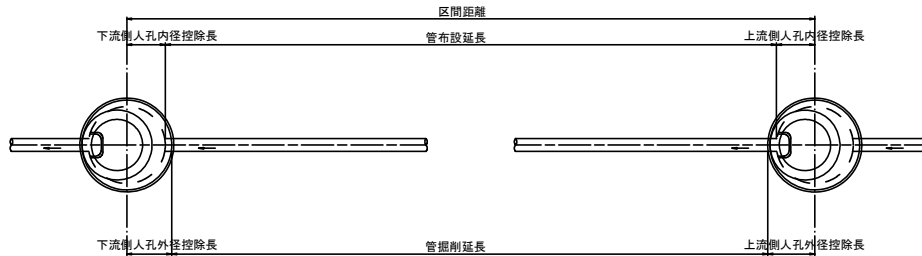 区間距離
下流側人孔内径控除長
管布設延長
上流側人孔内径控除長
下流側人孔外径控除長
管掘削延長
上流側人孔外径控除長